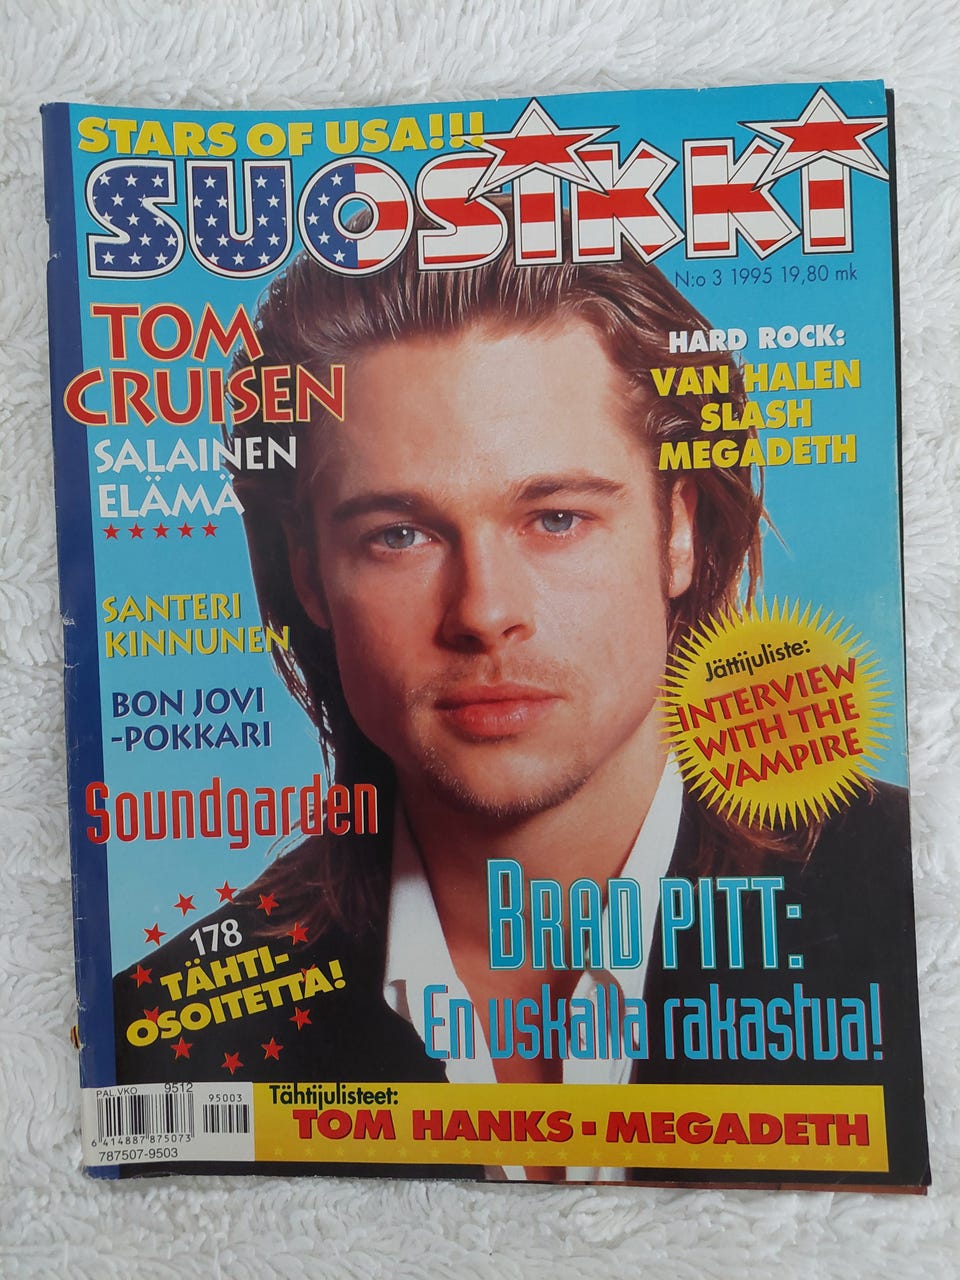 STARS OF USA!!!
SUOSIKKI
N:o 3 1995 19,80 mk
TOM
CRUISEN
SALAINEN
ELÄMÄ
HARD ROCK:
VAN HALEN
SLASH
MEGADETH
SANTERI
KINNUNEN
BON JOVI
-POKKARI
Soundgarden
Jättijuliste:
INTERVIEW
WITH THE
VAMPIRE
178
TÄHTI-
OSOITETTA!
BRAD PITT:
En uskalla rakastua!
PAL.VKO 9512
95003
6 414887 875073
787507-9503
Tähtijulisteet:
TOM HANKS ▪ MEGADETH